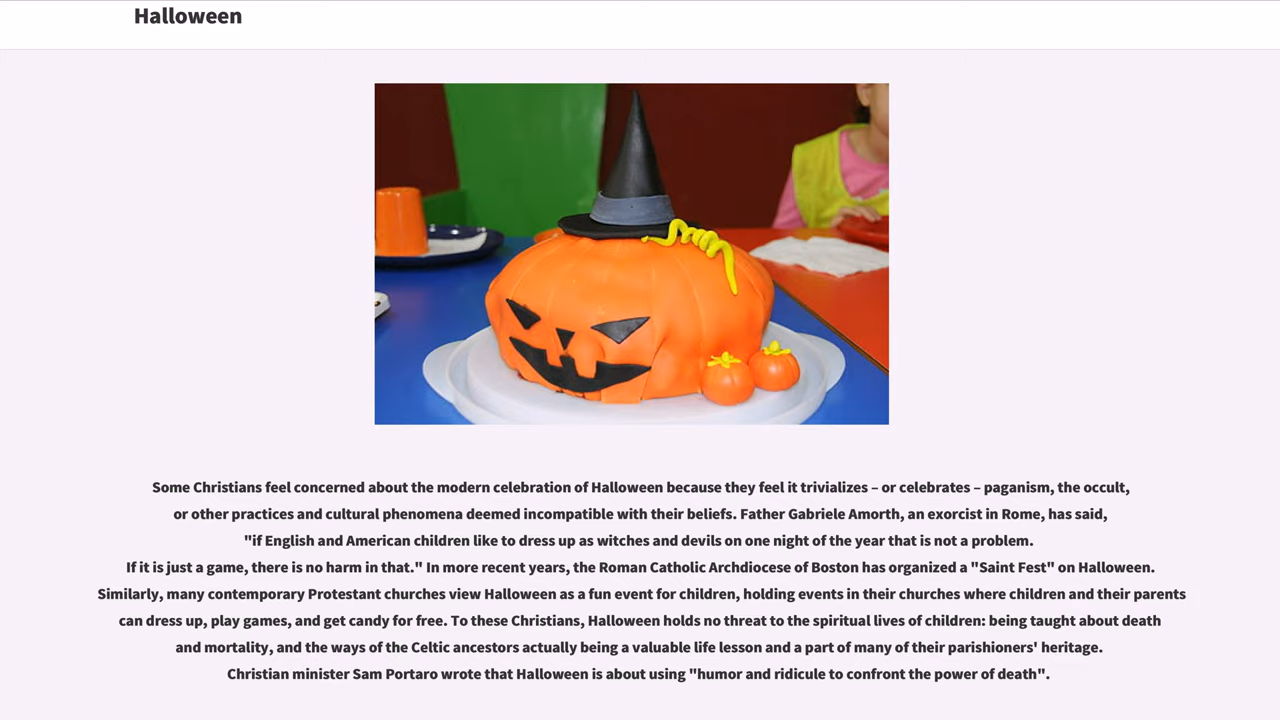 Halloween
Some Christians feel concerned about the modern celebration of Halloween because they feel it trivializes – or celebrates – paganism, the occult,
or other practices and cultural phenomena deemed incompatible with their beliefs. Father Gabriele Amorth, an exorcist in Rome, has said,
"if English and American children like to dress up as witches and devils on one night of the year that is not a problem.
If it is just a game, there is no harm in that." In more recent years, the Roman Catholic Archdiocese of Boston has organized a "Saint Fest" on Halloween.
Similarly, many contemporary Protestant churches view Halloween as a fun event for children, holding events in their churches where children and their parents
can dress up, play games, and get candy for free. To these Christians, Halloween holds no threat to the spiritual lives of children: being taught about death
and mortality, and the ways of the Celtic ancestors actually being a valuable life lesson and a part of many of their parishioners' heritage.
Christian minister Sam Portaro wrote that Halloween is about using "humor and ridicule to confront the power of death".